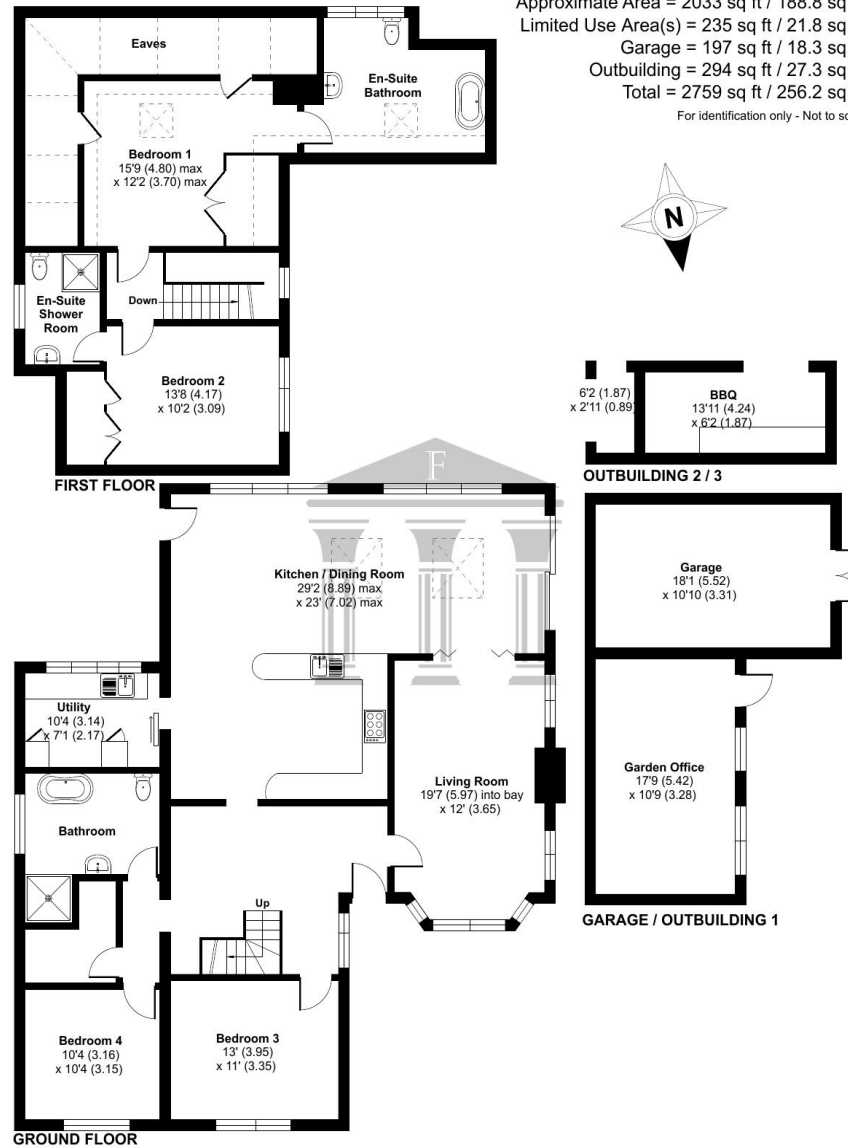 Approximate Area = 2033 sq ft / 188.8 sq
Limited Use Area(s) = 235 sq ft / 21.8 sq
Garage = 197 sq ft / 18.3 sq
Outbuilding = 294 sq ft / 27.3 sq
Total = 2759 sq ft / 256.2 sq
For identification only - Not to sc
Eaves
En-Suite
Bathroom
Bedroom 1
15'9 (4.80) max
x 12'2 (3.70) max
N
En-Suite
Shower
Room
Down
Bedroom 2
13'8 (4.17)
x 10'2 (3.09)
FIRST FLOOR
6'2 (1.87)
x 2'11 (0.89)
BBQ
13'11 (4.24)
x 6'2 (1.87)
OUTBUILDING 2 / 3
F
Kitchen / Dining Room
29'2 (8.89) max
x 23' (7.02) max
Garage
18'1 (5.52)
x 10'10 (3.31)
Utility
10'4 (3.14)
x 7'1 (2.17)
Living Room
19'7 (5.97) into bay
x 12' (3.65)
Garden Office
17'9 (5.42)
x 10'9 (3.28)
Bathroom
Up
GARAGE / OUTBUILDING 1
Bedroom 4
10'4 (3.16)
x 10'4 (3.15)
Bedroom 3
13' (3.95)
x 11' (3.35)
GROUND FLOOR